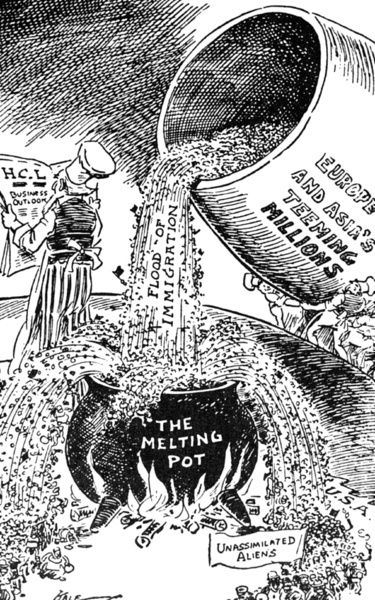 H.C.L
BUSINESS
OUTLOOK
EUROPE
AND ASIA'S
TEEMING
MILLIONS
FLOOD OF
IMMIGRATION
THE
MELTING
POT
U.S.A
UNASSIMILATED
ALIENS